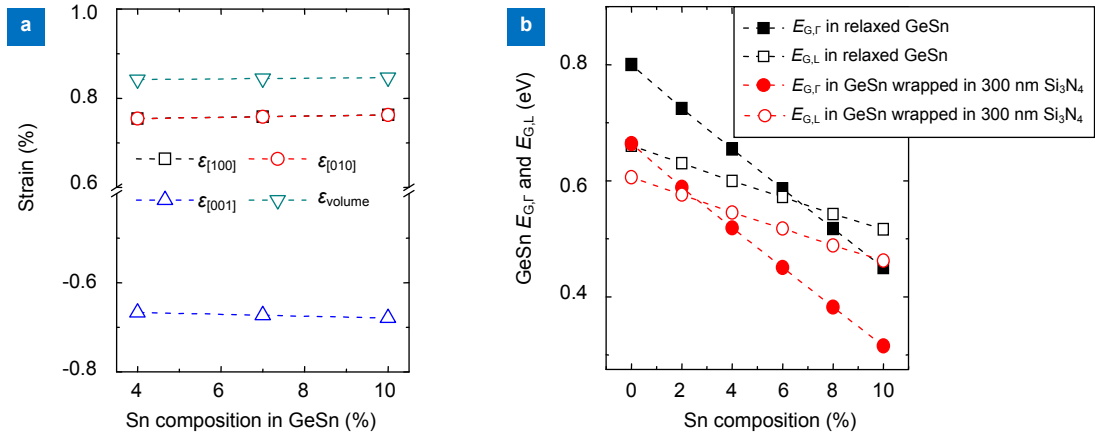 a
Strain (%)
1.0
0.8
0.6
-0.6
-0.8
ε[100]
ε[010]
ε[001]
εvolume
4
5
6
7
8
9
10
Sn composition in GeSn (%)
b
GeSn EG,Γ and EG,L (eV)
0.8
0.6
0.4
EG,Γ in relaxed GeSn
EG,L in relaxed GeSn
EG,Γ in GeSn wrapped in 300 nm Si3N4
EG,L in GeSn wrapped in 300 nm Si3N4
0
2
4
6
8
10
Sn composition (%)